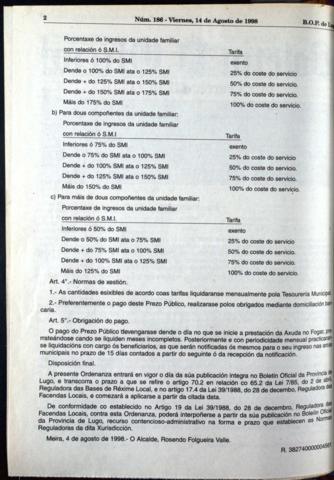 2 Núm. 186 - Viernes, 14 de Agosto de 1998 B.O.P. de Lu
Porcentaxe de ingresos da unidade familiar
con relación ó S.M.I. Tarifa
Inferiores ó 100% do SMI exento
Dende o 100% do SMI ata o 125% SMI 25% do coste do servicio
Dende + do 125% SMI ata o 150% SMI 50% do coste do servicio.
Dende + do 150% SMI ata o 175% SMI 75% do coste do servicio.
Máis do 175% do SMI 100% do coste do servicio.
b) Para dous compoñentes da unidade familiar:
Porcentaxe de ingresos da unidade familiar
con relación ó S.M.I Tarifa
Inferiores ó 75% do SMI exento
Dende o 75% do SMI ata o 100% SMI 25% do coste do servicio
Dende + do 100% SMI ata o 125% SMI 50% do coste do servicio.
Dende + do 125% SMI ata o 150% SMI 75% do coste do servicio.
Máis do 150% do SMI 100% do coste do servicio.
c) Para máis de dous compoñentes da unidade familiar:
Porcentaxe de ingresos da unidade familiar
con relación ó S.M.I. Tarifa
Inferiores ó 50% do SMI exento
Dende o 50% do SMI ata o 75% SMI 25% do coste do servicio
Dende + do 75% SMI ata o 100% SMI 50% do coste do servicio.
Dende + do 100% SMI ata o 125% SMI 75% do coste do servicio.
Máis do 125% do SMI 100% do coste do servicio.
Art. 4º.- Normas de xestión.
1.- As cantidades esixibles de acordo coas tarifas liquidaranse mensualmente pola Tesourería Municipal.
2.- Preferentemente o pago deste Prezo Público, realizarase polos obrigados mediante domiciliación ban-
caria.
Art. 5º.- Obrigación do pago.
O pago do Prezo Público devengarase dende o día no que se inicie a prestación da Axuda no Fogar, pro-
rrateándose cando se liquiden meses incompletos. Posteriormente e con periodicidade mensual practicaran-
se liquidacións con cargo ós beneficiarios, as que serán notificadas ós mesmos para o seu ingreso nas arcas
municipais no prazo de 15 días contados a partir do seguinte ó da recepción da notificación.
Disposición final.
A presente Ordenanza entrará en vigor o día da súa publicación integra no Boletín Oficial da Provincia de
Lugo, e transcorra o prazo a que se refire o artigo 70.2 en relación co 65.2 da Lei 7/85, do 2 de abril,
Reguladora das Bases de Réxime Local, e no artigo 17.4 da Lei 39/1988, do 28 de decembro, Reguladora das
Facendas Locais, e comezará a aplicarse a partir da citada data.
De conformidade co establecido no Artigo 19 da Lei 39/1988, do 28 de decembro, Reguladora das
Facendas Locais, contra esta Ordenanza, poderá interpoñerse a partir da súa publicación no Boletín Oficial
da Provincia de Lugo, recurso contencioso-administrativo na forma e prazo que establecen as Normas
Reguladoras da dita Xurisdicción.
Meira, 4 de agosto de 1998.- O Alcalde, Rosendo Folgueira Valle.